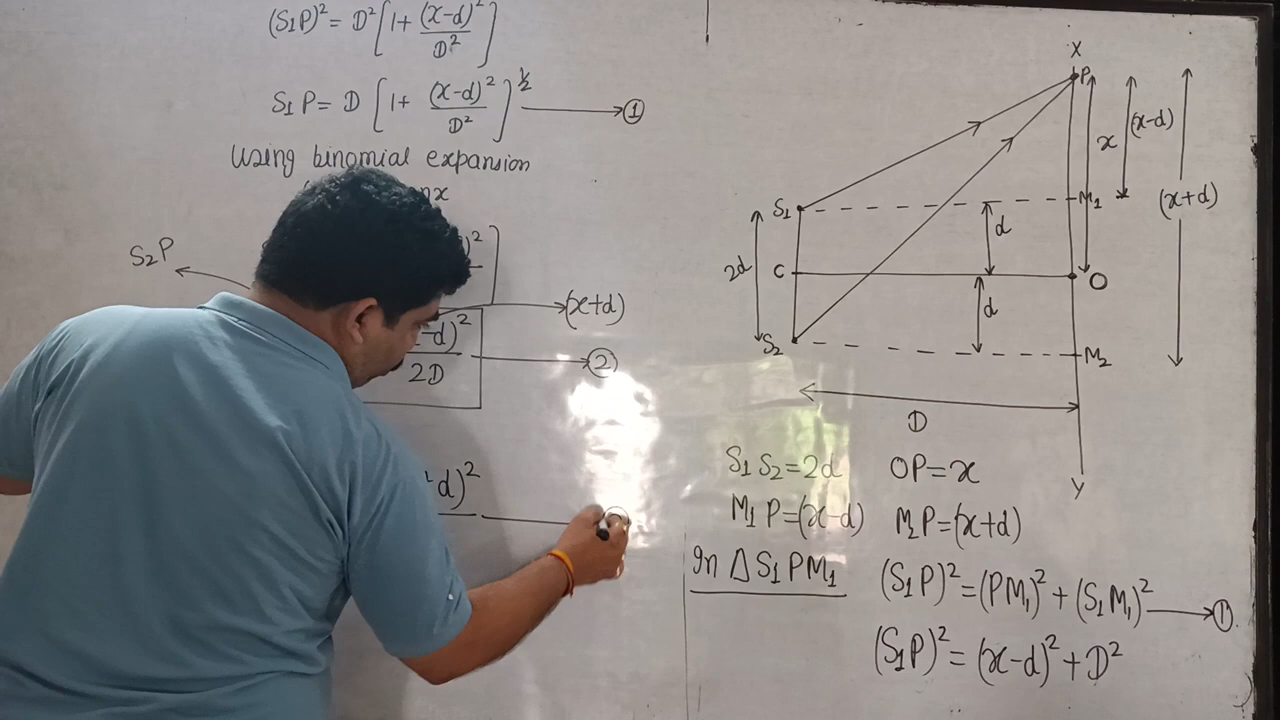 (S₁P)² = D²[1+ (x-d)²/D²]
S₁P = D [1+ (x-d)²/D²]^½ → ①
Using binomial expansion
nx
)²
S₂P
(x+d)
-d)²/2D → ②
d)²
X
P
x
(x-d)
(x+d)
S₁
M₁
d
2d
C
O
d
S₂
M₂
D
Y
S₁S₂=2d OP=x
M₁P=(x-d) M₂P=(x+d)
In ΔS₁PM₁ (S₁P)²=(PM₁)²+(S₁M₁)² → ①
(S₁P)²=(x-d)²+D²